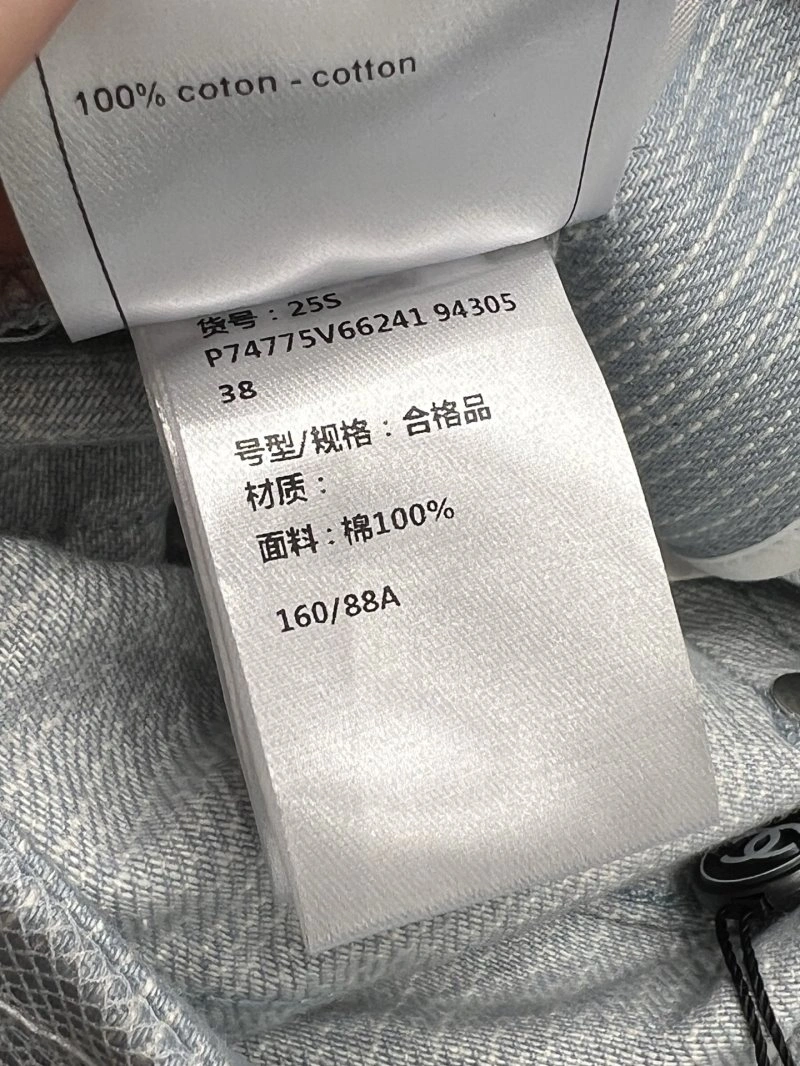 100% coton - cotton
货号：25S
P74775V66241 94305
38
号型/规格：合格品
材质：
面料：棉100%
160/88A